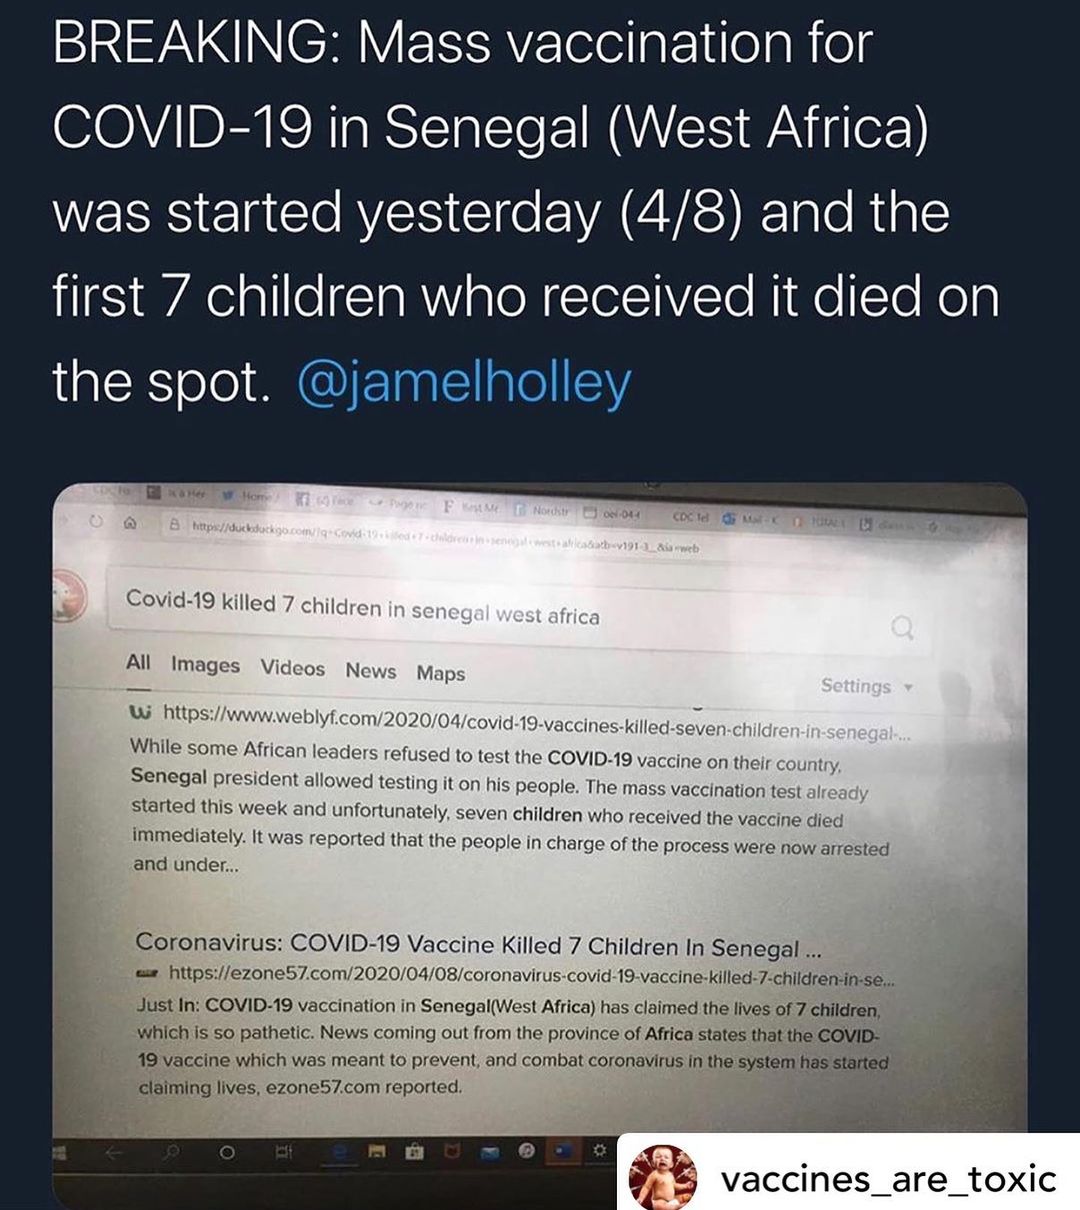 BREAKING: Mass vaccination for
COVID-19 in Senegal (West Africa)
was started yesterday (4/8) and the
first 7 children who received it died on
the spot. @jamelholley
Home
Page
F Best Me
Nordstr
CDC Tel
Mail - K
https://duckduckgo.com/?q=Covid-19+killed+7+children+in+senegal+west+africa&atb=v191-3_&ia=web
Covid-19 killed 7 children in senegal west africa
All Images Videos News Maps
Settings
https://www.weblyf.com/2020/04/covid-19-vaccines-killed-seven-children-in-senegal-...
While some African leaders refused to test the COVID-19 vaccine on their country,
Senegal president allowed testing it on his people. The mass vaccination test already
started this week and unfortunately, seven children who received the vaccine died
immediately. It was reported that the people in charge of the process were now arrested
and under...
Coronavirus: COVID-19 Vaccine Killed 7 Children In Senegal ...
https://ezone57.com/2020/04/08/coronavirus-covid-19-vaccine-killed-7-children-in-se...
Just In: COVID-19 vaccination in Senegal(West Africa) has claimed the lives of 7 children,
which is so pathetic. News coming out from the province of Africa states that the COVID-
19 vaccine which was meant to prevent, and combat coronavirus in the system has started
claiming lives, ezone57.com reported.
vaccines_are_toxic